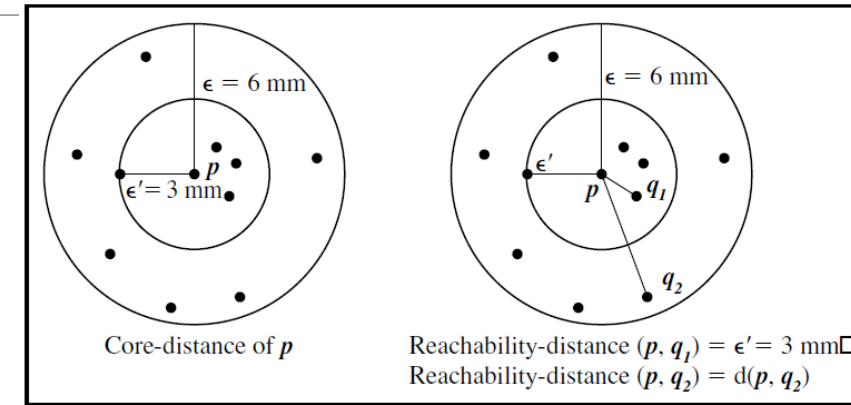 ϵ = 6 mm
p
ϵ′= 3 mm
Core-distance of p
ϵ = 6 mm
ϵ′
p
q₁
q₂
Reachability-distance (p, q₁) = ϵ′= 3 mm□
Reachability-distance (p, q₂) = d(p, q₂)